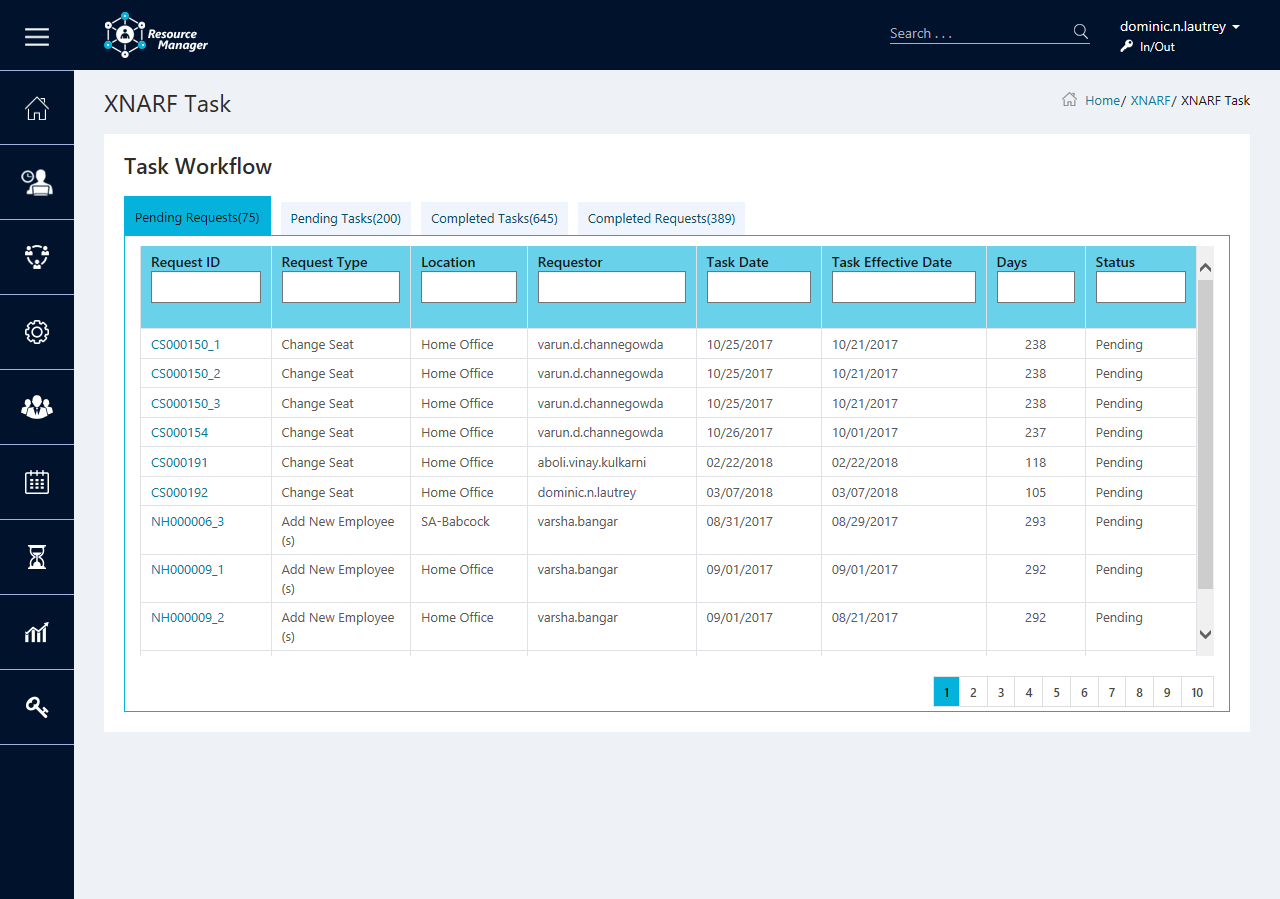 Resource
Manager
Search . . .
dominic.n.lautrey
In/Out
XNARF Task
Home/ XNARF/ XNARF Task
Task Workflow
Pending Requests(75) Pending Tasks(200) Completed Tasks(645) Completed Requests(389)
Request ID Request Type Location Requestor Task Date Task Effective Date Days Status
CS000150_1 Change Seat Home Office varun.d.channegowda 10/25/2017 10/21/2017 238 Pending
CS000150_2 Change Seat Home Office varun.d.channegowda 10/25/2017 10/21/2017 238 Pending
CS000150_3 Change Seat Home Office varun.d.channegowda 10/25/2017 10/21/2017 238 Pending
CS000154 Change Seat Home Office varun.d.channegowda 10/26/2017 10/01/2017 237 Pending
CS000191 Change Seat Home Office aboli.vinay.kulkarni 02/22/2018 02/22/2018 118 Pending
CS000192 Change Seat Home Office dominic.n.lautrey 03/07/2018 03/07/2018 105 Pending
NH000006_3 Add New Employee SA-Babcock varsha.bangar 08/31/2017 08/29/2017 293 Pending
(s)
NH000009_1 Add New Employee Home Office varsha.bangar 09/01/2017 09/01/2017 292 Pending
(s)
NH000009_2 Add New Employee Home Office varsha.bangar 09/01/2017 08/21/2017 292 Pending
(s)
1 2 3 4 5 6 7 8 9 10